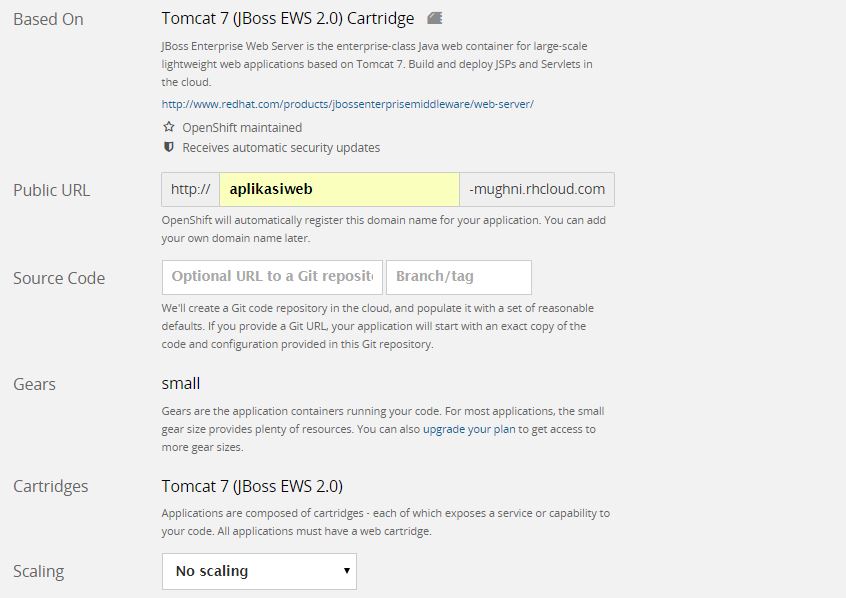 Based On
Tomcat 7 (JBoss EWS 2.0) Cartridge
JBoss Enterprise Web Server is the enterprise-class Java web container for large-scale
lightweight web applications based on Tomcat 7. Build and deploy JSPs and Servlets in
the cloud.
http://www.redhat.com/products/jbossenterprisemiddleware/web-server/
OpenShift maintained
Receives automatic security updates
Public URL
http:// aplikasiweb -mughni.rhcloud.com
OpenShift will automatically register this domain name for your application. You can add
your own domain name later.
Source Code
Optional URL to a Git reposit Branch/tag
We'll create a Git code repository in the cloud, and populate it with a set of reasonable
defaults. If you provide a Git URL, your application will start with an exact copy of the
code and configuration provided in this Git repository.
Gears
small
Gears are the application containers running your code. For most applications, the small
gear size provides plenty of resources. You can also upgrade your plan to get access to
more gear sizes.
Cartridges
Tomcat 7 (JBoss EWS 2.0)
Applications are composed of cartridges - each of which exposes a service or capability to
your code. All applications must have a web cartridge.
Scaling
No scaling